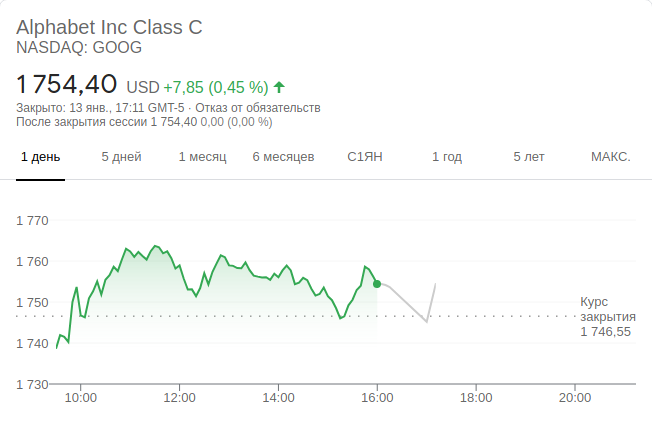 Alphabet Inc Class C
NASDAQ: GOOG
1 754,40 USD +7,85 (0,45 %)
Закрыто: 13 янв., 17:11 GMT-5 · Отказ от обязательств
После закрытия сессии 1 754,40 0,00 (0,00 %)
1 день 5 дней 1 месяц 6 месяцев С1ЯН 1 год 5 лет МАКС.
1 770
1 760
1 750
1 740
1 730
Курс
закрытия
1 746,55
10:00 12:00 14:00 16:00 18:00 20:00